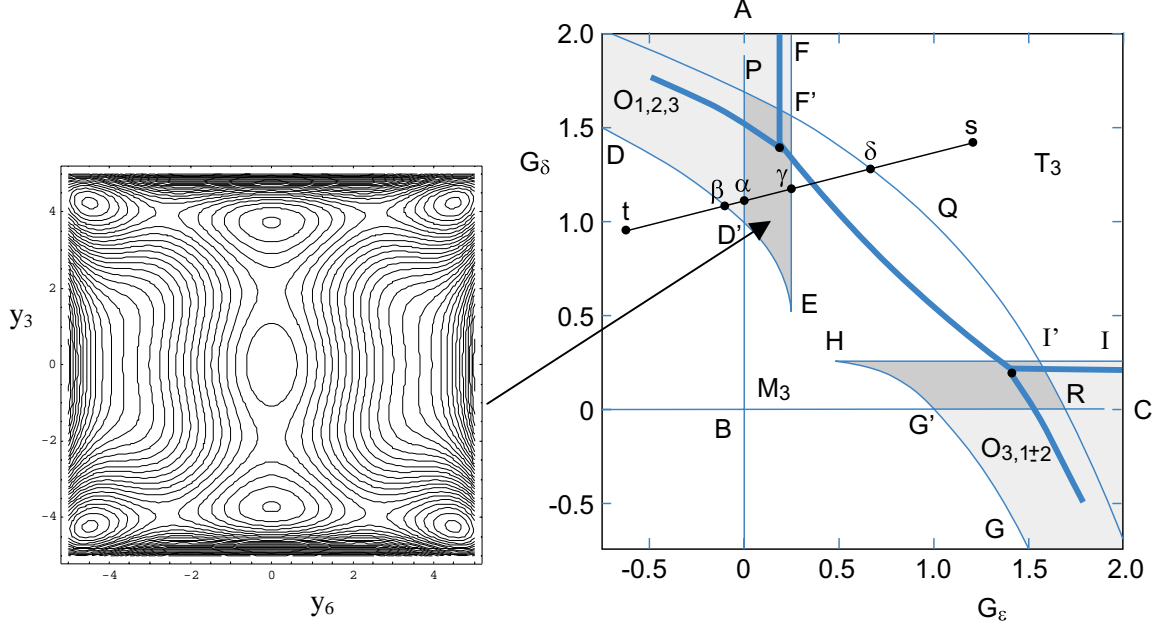 4
2
0
−2
−4
y3
−4
−2
0
2
4
y6
A
2.0
1.5
1.0
0.5
0
-0.5
Gδ
F
P
F’
O1,2,3
D
s
δ
γ
α
β
t
T3
Q
D’
E
H
I’
I
M3
R
C
B
G’
O3,1±2
G
-0.5
0
0.5
1.0
1.5
2.0
Gε